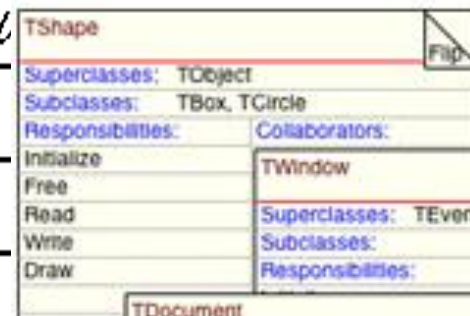 TShape
Flip
Superclasses: TObject
Subclasses: TBox, TCircle
Responsibilities: Collaborators:
Initialize
Free
Read
Write
Draw
TWindow
Superclasses: TEven
Subclasses:
Responsibilities:
TDocument